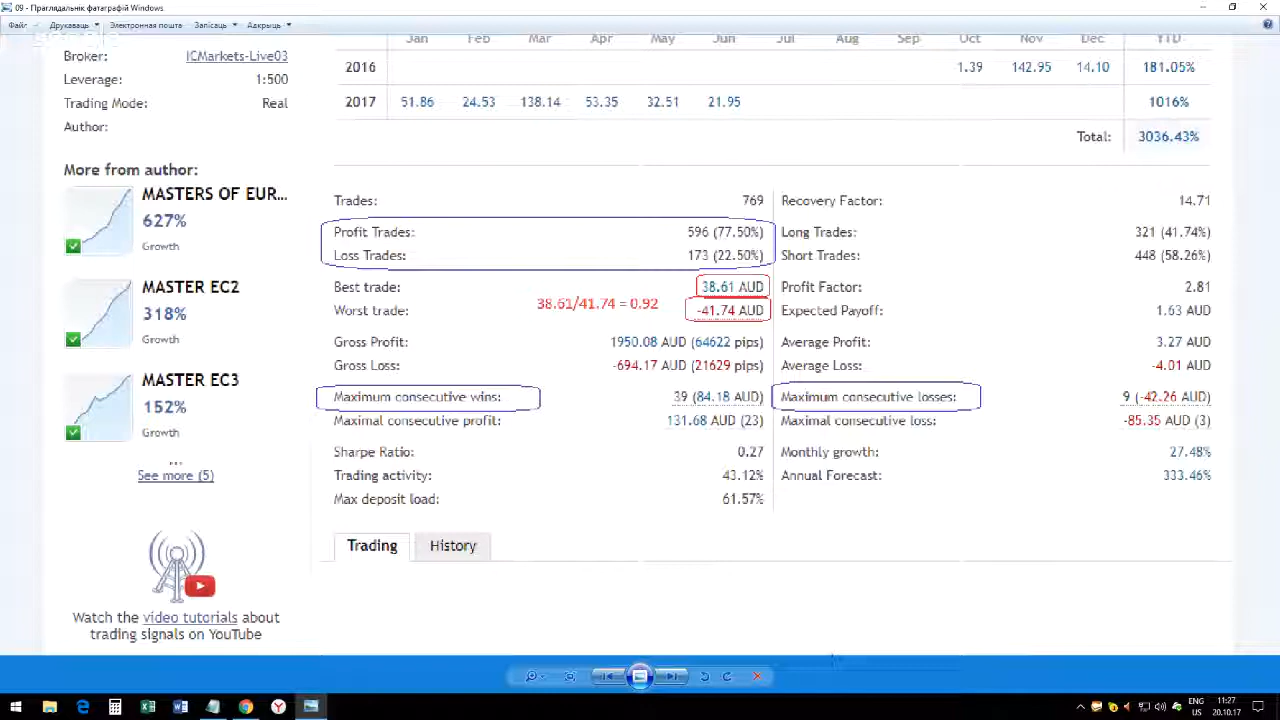 09 - Праглядальнік фатаграфій Windows
Файл Друкаваць Электронная пошта Запісаць Адкрыць
Jan Feb Mar Apr May Jun Jul Aug Sep Oct Nov Dec YTD
Broker: ICMarkets-Live03
Leverage: 1:500
Trading Mode: Real
Author:
2016 1.39 142.95 14.10 181.05%
2017 51.86 24.53 138.14 53.35 32.51 21.95 1016%
Total: 3036.43%
More from author:
MASTERS OF EUR...
627%
Growth
MASTER EC2
318%
Growth
MASTER EC3
152%
Growth
...
See more (5)
Watch the video tutorials about
trading signals on YouTube
Trades: 769 Recovery Factor: 14.71
Profit Trades: 596 (77.50%) Long Trades: 321 (41.74%)
Loss Trades: 173 (22.50%) Short Trades: 448 (58.26%)
Best trade: 38.61 AUD Profit Factor: 2.81
38.61/41.74 = 0.92
Worst trade: -41.74 AUD Expected Payoff: 1.63 AUD
Gross Profit: 1950.08 AUD (64622 pips) Average Profit: 3.27 AUD
Gross Loss: -694.17 AUD (21629 pips) Average Loss: -4.01 AUD
Maximum consecutive wins: 39 (84.18 AUD) Maximum consecutive losses: 9 (-42.26 AUD)
Maximal consecutive profit: 131.68 AUD (23) Maximal consecutive loss: -85.35 AUD (3)
Sharpe Ratio: 0.27 Monthly growth: 27.48%
Trading activity: 43.12% Annual Forecast: 333.46%
Max deposit load: 61.57%
Trading History
ENG 11:27
US 20.10.17